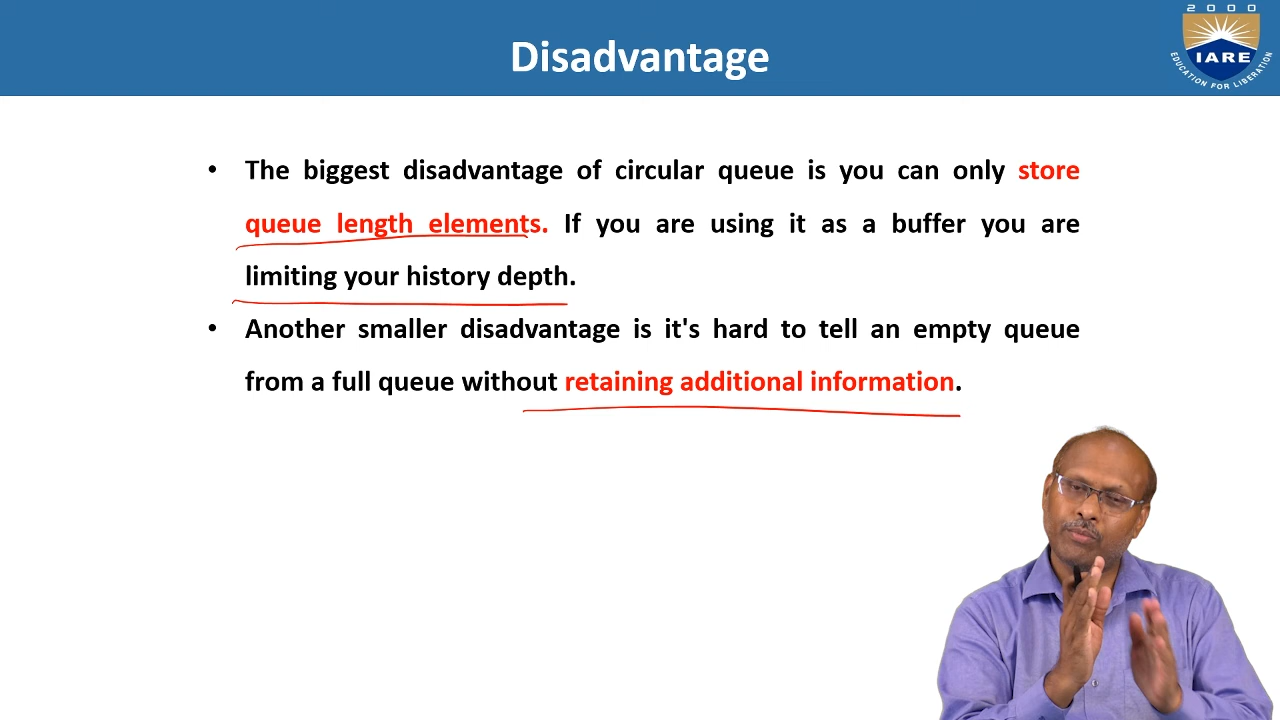 Disadvantage
2000
IARE
EDUCATION FOR LIBERATION
• The biggest disadvantage of circular queue is you can only store
queue length elements. If you are using it as a buffer you are
limiting your history depth.
• Another smaller disadvantage is it's hard to tell an empty queue
from a full queue without retaining additional information.